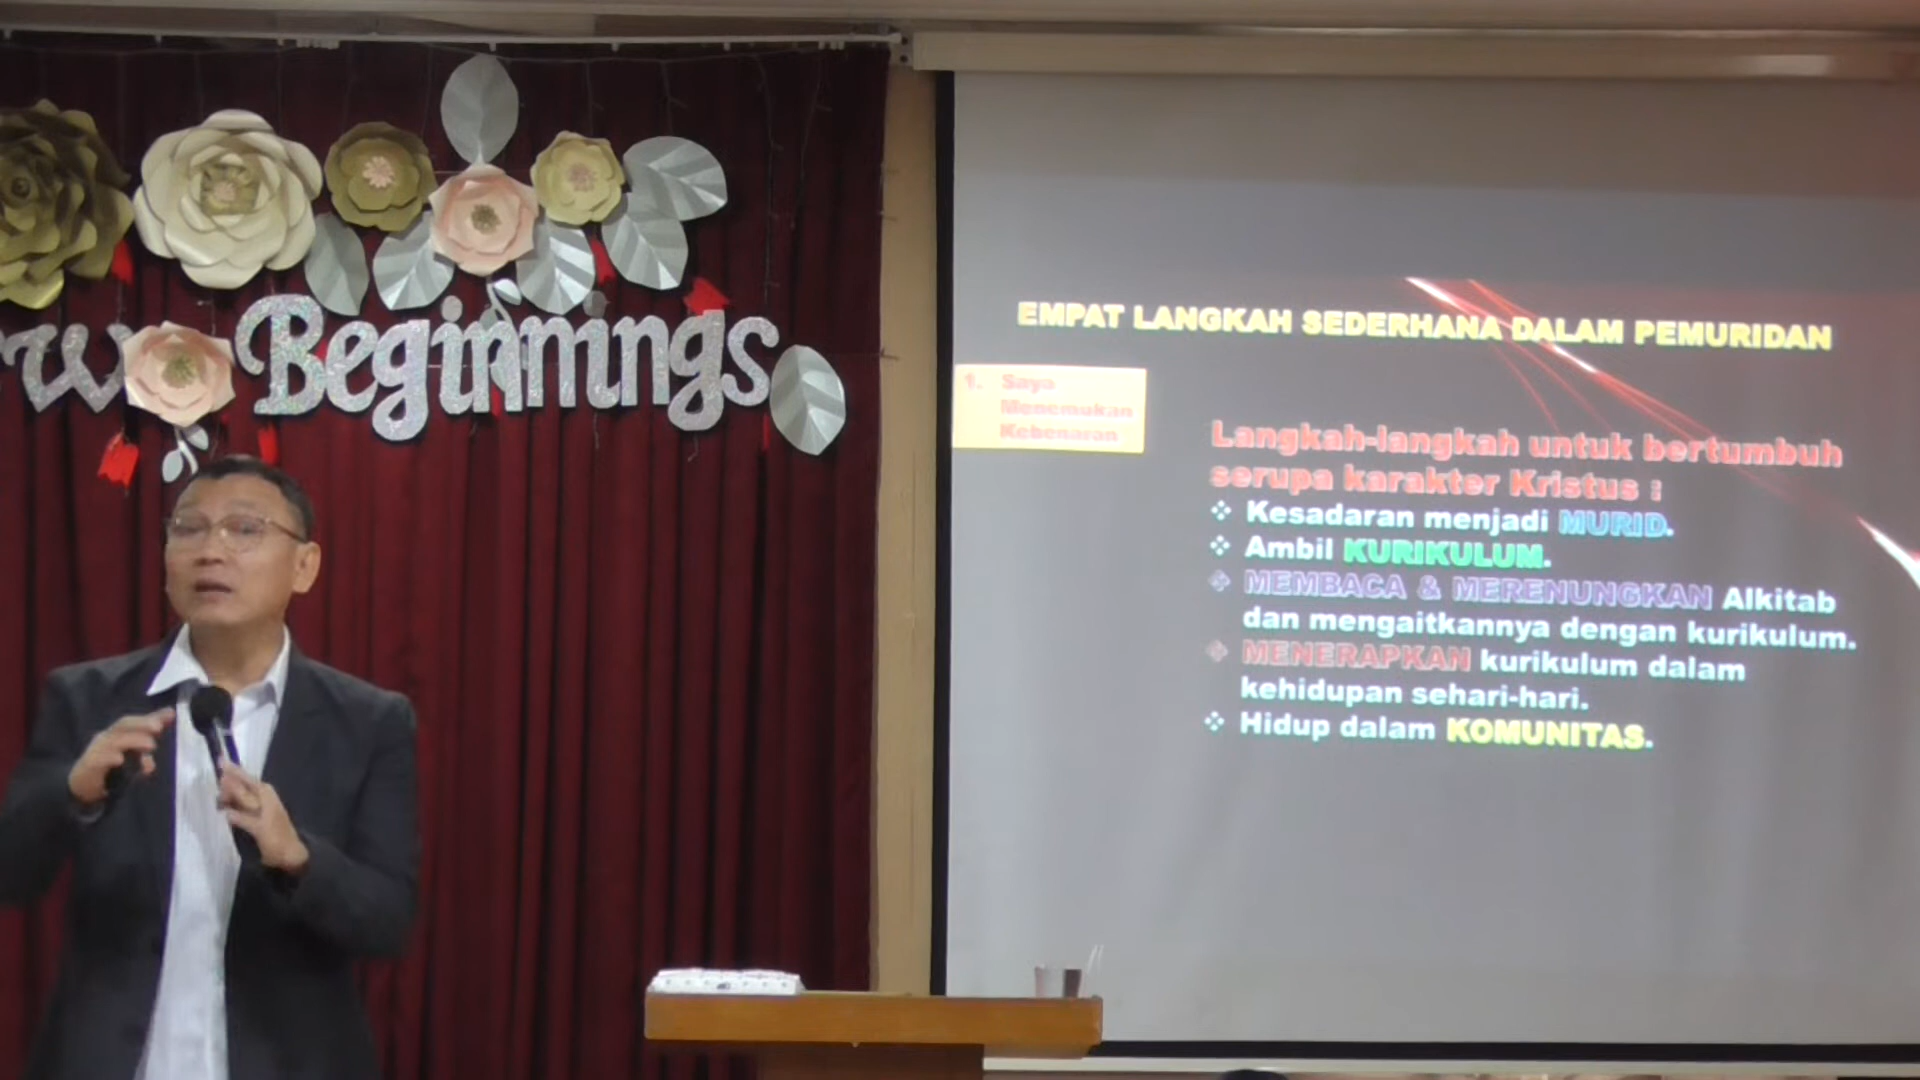 ew Beginnings
EMPAT LANGKAH SEDERHANA DALAM PEMURIDAN
1. Saya
Menemukan
Kebenaran
Langkah-langkah untuk bertumbuh
serupa karakter Kristus :
❖ Kesadaran menjadi MURID.
❖ Ambil KURIKULUM.
❖ MEMBACA & MERENUNGKAN Alkitab
dan mengaitkannya dengan kurikulum.
❖ MENERAPKAN kurikulum dalam
kehidupan sehari-hari.
❖ Hidup dalam KOMUNITAS.